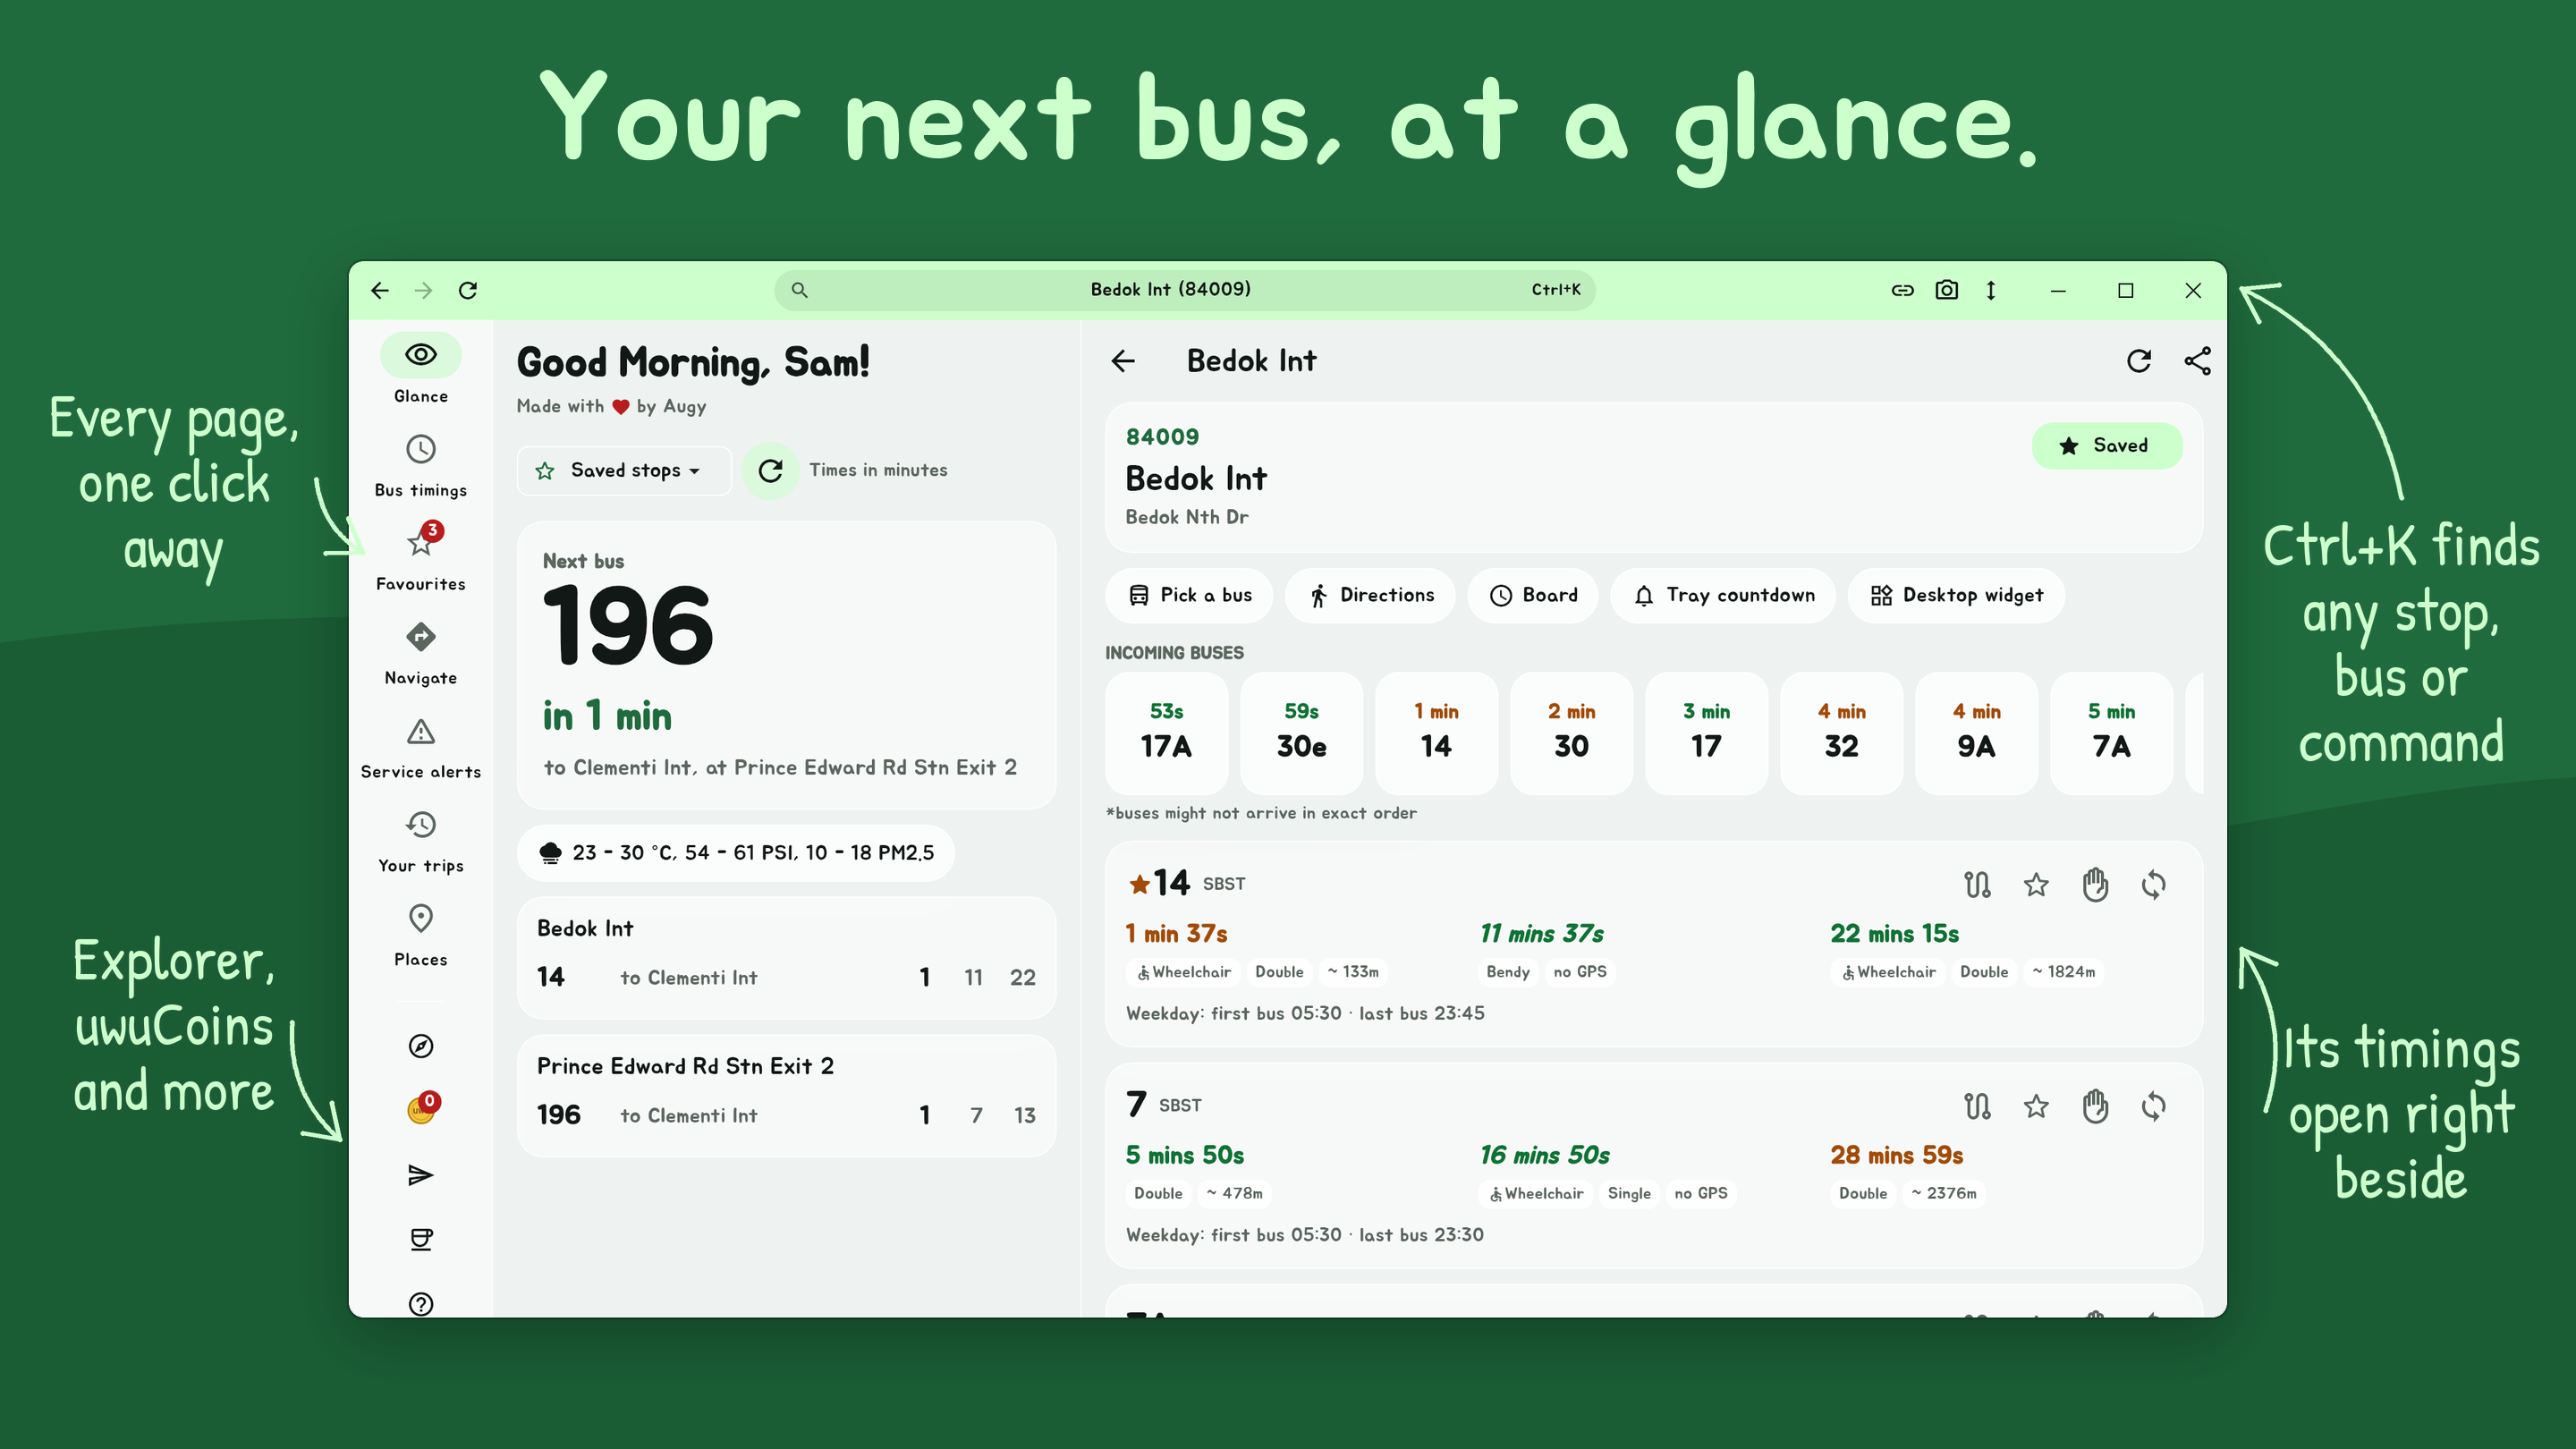 Your next bus, at a glance.
Every page,
one click
away
Explorer,
uwuCoins
and more
Ctrl+K finds
any stop,
bus or
command
Its timings
open right
beside
Bedok Int (84009)
Ctrl+K
Glance
Bus timings
3
Favourites
Navigate
Service alerts
Your trips
Places
0
Good Morning, Sam!
Made with ❤ by Augy
Saved stops
Times in minutes
Next bus
196
in 1 min
to Clementi Int, at Prince Edward Rd Stn Exit 2
23 - 30 °C, 54 - 61 PSI, 10 - 18 PM2.5
Bedok Int
14 to Clementi Int 1 11 22
Prince Edward Rd Stn Exit 2
196 to Clementi Int 1 7 13
Bedok Int
84009
Saved
Bedok Int
Bedok Nth Dr
Pick a bus Directions Board Tray countdown Desktop widget
INCOMING BUSES
53s 59s 1 min 2 min 3 min 4 min 4 min 5 min
17A 30e 14 30 17 32 9A 7A
*buses might not arrive in exact order
14 SBST
1 min 37s 11 mins 37s 22 mins 15s
Wheelchair Double ~ 133m Bendy no GPS Wheelchair Double ~ 1824m
Weekday: first bus 05:30 · last bus 23:45
7 SBST
5 mins 50s 16 mins 50s 28 mins 59s
Double ~ 478m Wheelchair Single no GPS Double ~ 2376m
Weekday: first bus 05:30 · last bus 23:30